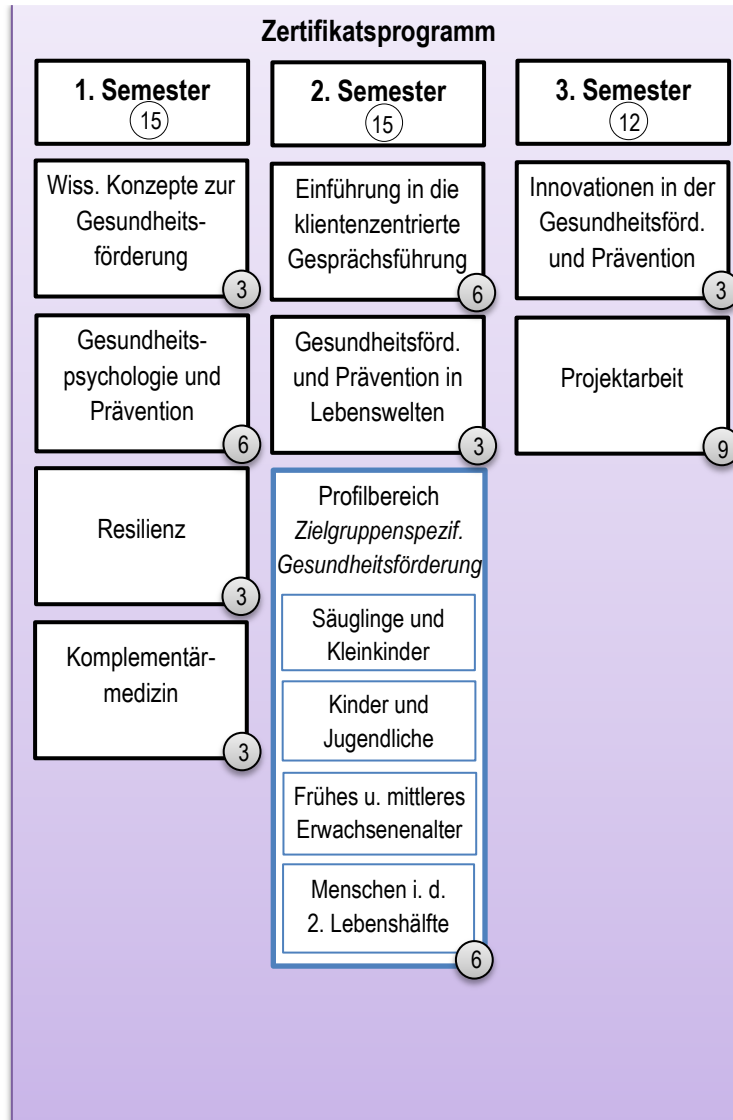 Zertifikatsprogramm
1. Semester
15
Wiss. Konzepte zur
Gesundheits-
förderung
3
Gesundheits-
psychologie und
Prävention
6
Resilienz
3
Komplementär-
medizin
3
2. Semester
15
Einführung in die
klientenzentrierte
Gesprächsführung
6
Gesundheitsförd.
und Prävention in
Lebenswelten
3
Profilbereich
Zielgruppenspezif.
Gesundheitsförderung
Säuglinge und
Kleinkinder
Kinder und
Jugendliche
Frühes u. mittleres
Erwachsenenalter
Menschen i. d.
2. Lebenshälfte
6
3. Semester
12
Innovationen in der
Gesundheitsförd.
und Prävention
3
Projektarbeit
9